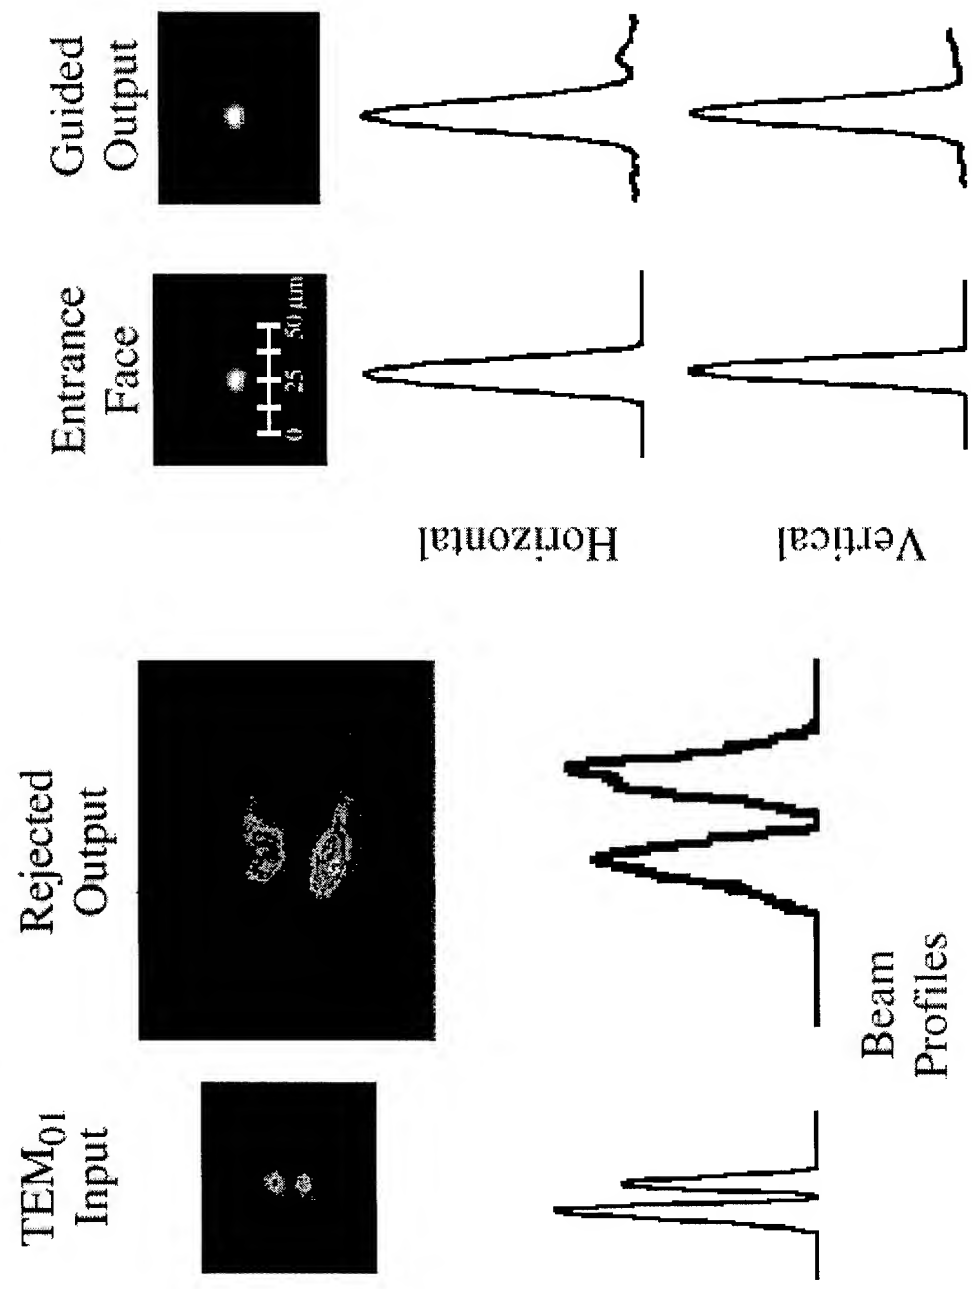 TEM01
Input
Rejected
Output
Beam
Profiles
Entrance
Face
0 25 50 μm
Guided
Output
Horizontal
Vertical